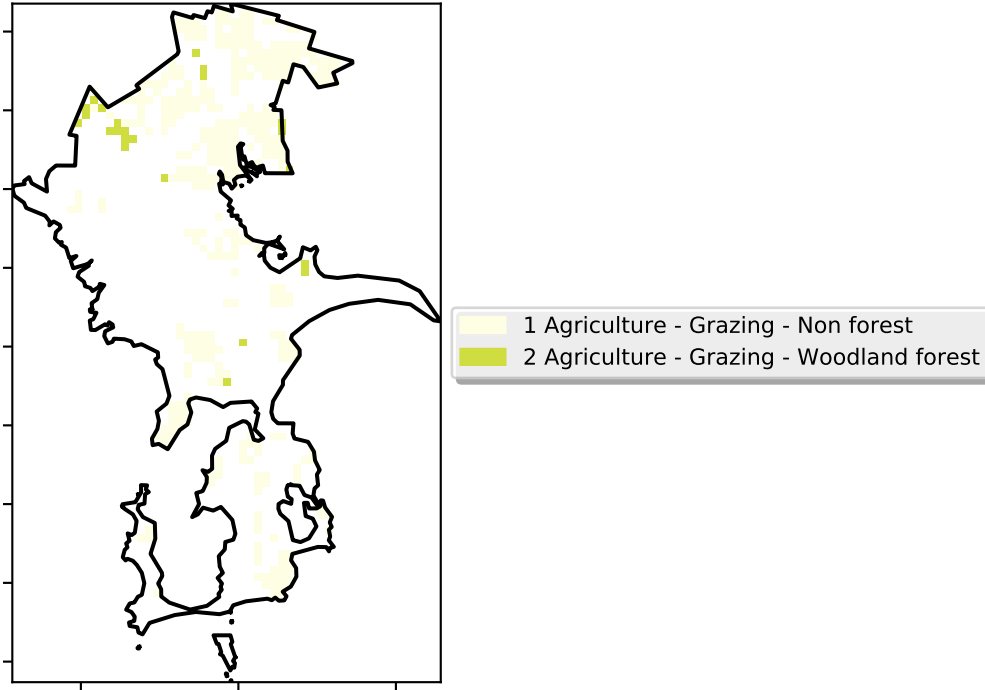 1 Agriculture - Grazing - Non forest
2 Agriculture - Grazing - Woodland forest